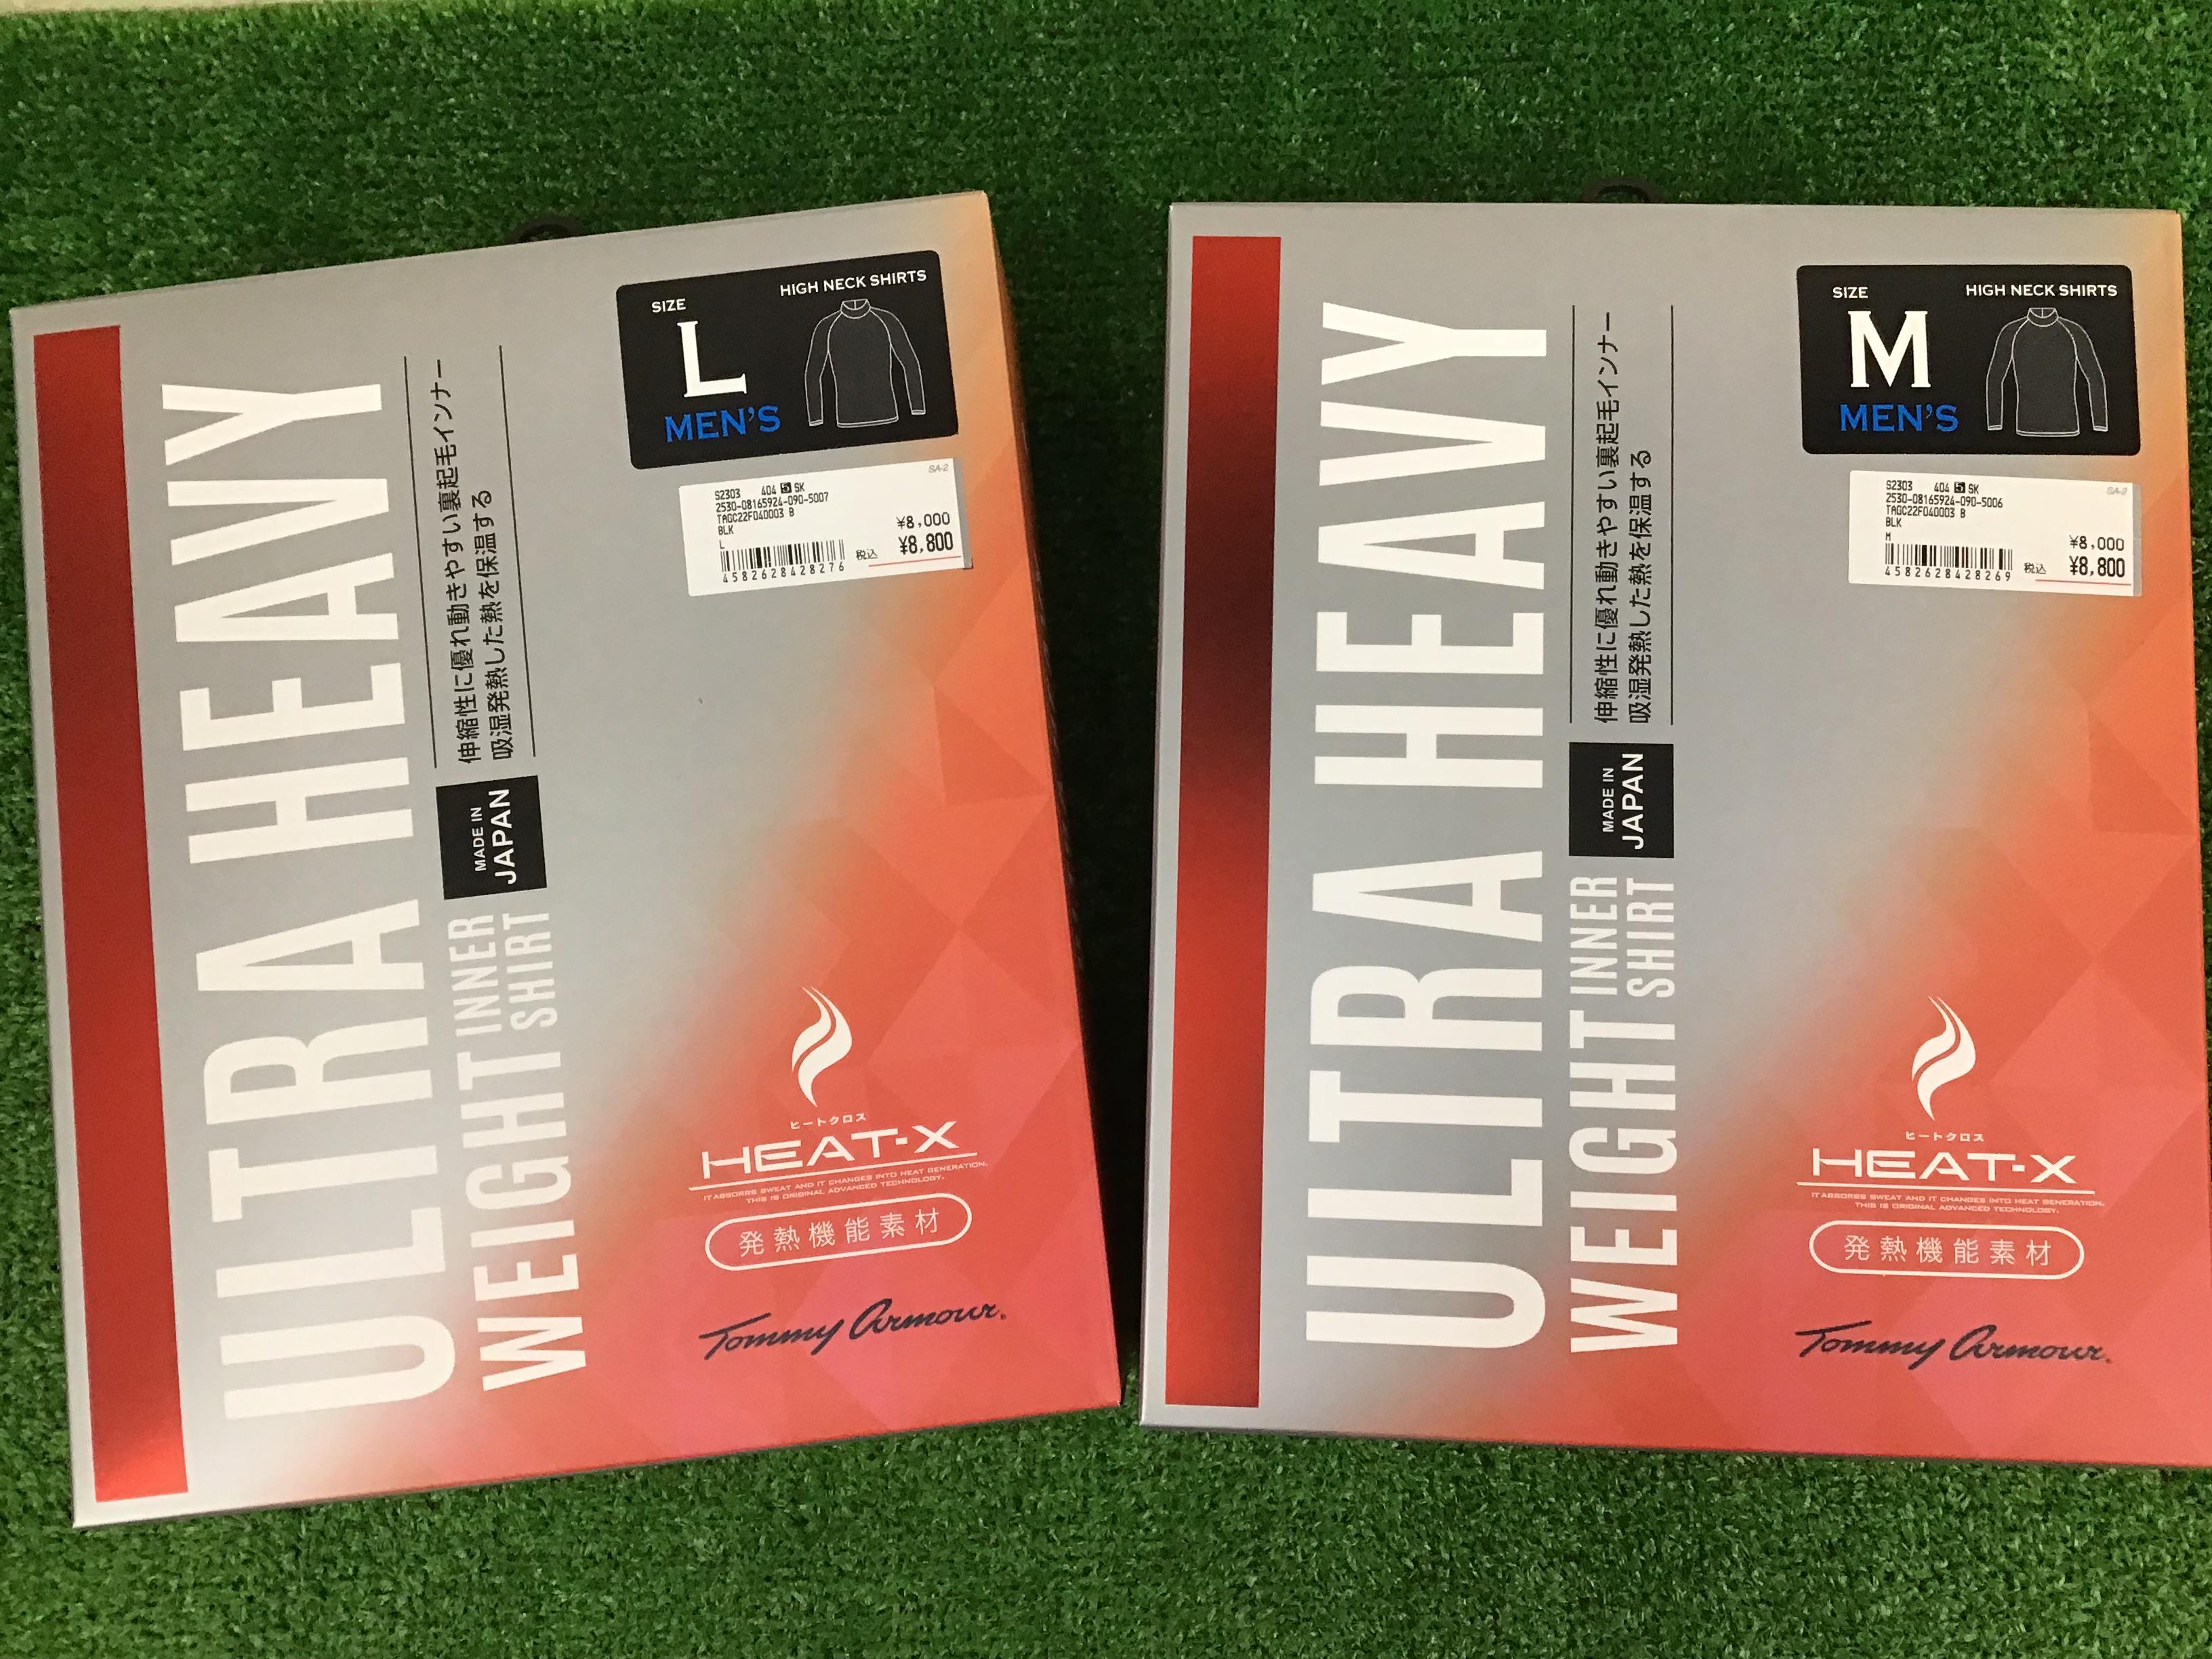 SIZE
HIGH NECK SHIRTS
L
MEN'S
SA-2
S2303 404 5 SK
2530-08165924-090-5007
TAGC22F040003 B
BLK
L
¥8,000
税込 ¥8,800
4582628428276
ULTRA HEAVY
WEIGHT INNER SHIRT
MADE IN JAPAN
伸縮性に優れ動きやすい裏起毛インナー
吸湿発熱した熱を保温する
ヒートクロス
HEAT-X
IT ABSORBS SWEAT AND IT CHANGES INTO HEAT GENERATION.
THIS IS ORIGINAL ADVANCED TECHNOLOGY.
発熱機能素材
Tommy Armour.
SIZE
HIGH NECK SHIRTS
M
MEN'S
SA-2
S2303 404 5 SK
2530-08165924-090-5006
TAGC22F040003 B
BLK
M
¥8,000
税込 ¥8,800
4582628428269
ULTRA HEAVY
WEIGHT INNER SHIRT
MADE IN JAPAN
伸縮性に優れ動きやすい裏起毛インナー
吸湿発熱した熱を保温する
ヒートクロス
HEAT-X
IT ABSORBS SWEAT AND IT CHANGES INTO HEAT GENERATION.
THIS IS ORIGINAL ADVANCED TECHNOLOGY.
発熱機能素材
Tommy Armour.